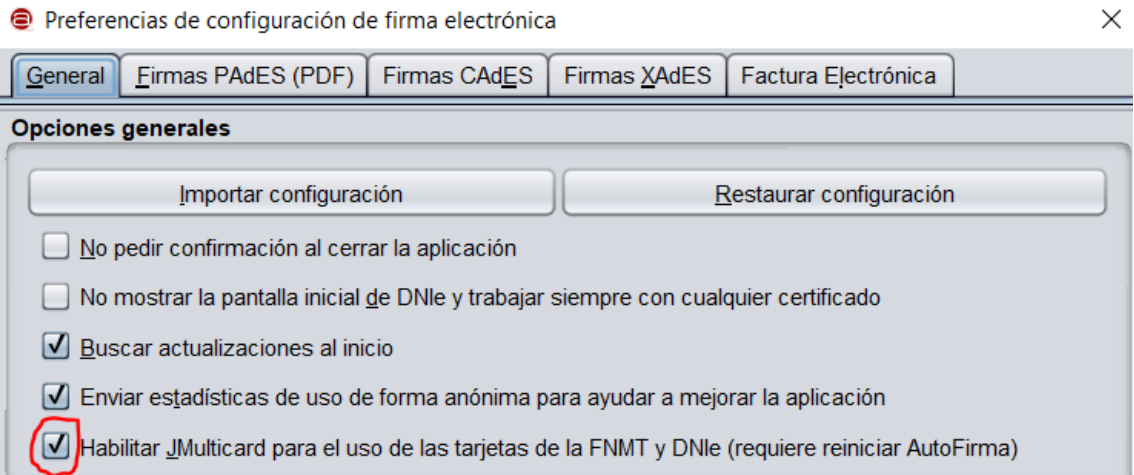 Preferencias de configuración de firma electrónica
General Firmas PAdES (PDF) Firmas CAdES Firmas XAdES Factura Electrónica
Opciones generales
Importar configuración Restaurar configuración
No pedir confirmación al cerrar la aplicación
No mostrar la pantalla inicial de DNIe y trabajar siempre con cualquier certificado
Buscar actualizaciones al inicio
Enviar estadísticas de uso de forma anónima para ayudar a mejorar la aplicación
Habilitar JMulticard para el uso de las tarjetas de la FNMT y DNIe (requiere reiniciar AutoFirma)